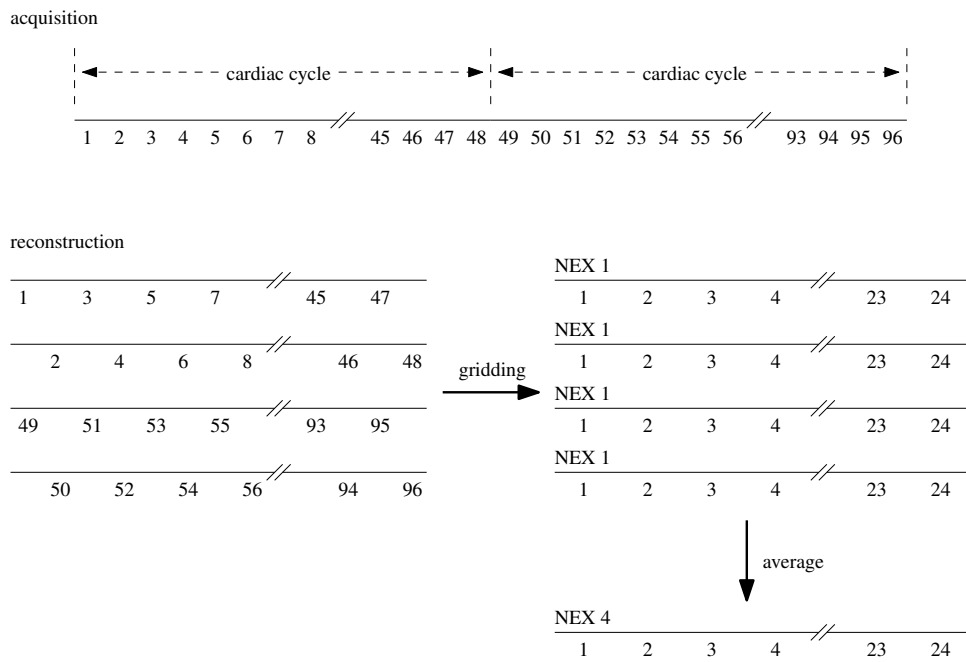 acquisition
cardiac cycle cardiac cycle
1 2 3 4 5 6 7 8 45 46 47 48 49 50 51 52 53 54 55 56 93 94 95 96
reconstruction
1 3 5 7 45 47
2 4 6 8 46 48
49 51 53 55 93 95
50 52 54 56 94 96
gridding
NEX 1
1 2 3 4 23 24
NEX 1
1 2 3 4 23 24
NEX 1
1 2 3 4 23 24
NEX 1
1 2 3 4 23 24
average
NEX 4
1 2 3 4 23 24